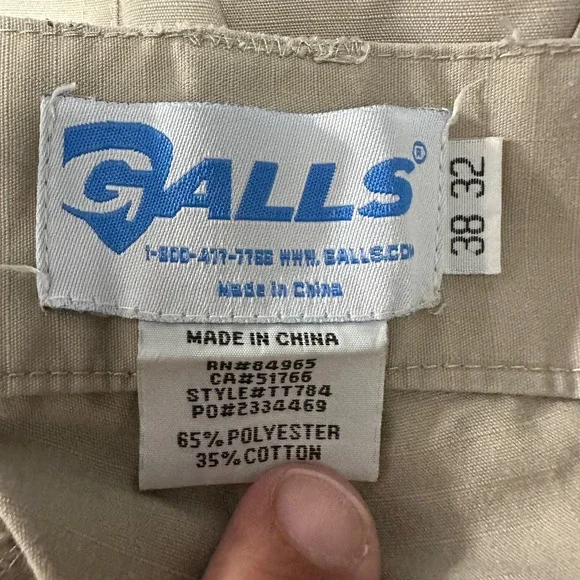 GALLS®
1-800-477-7766 WWW.GALLS.COM
Made in China
38 32
MADE IN CHINA
RN#84965
CA#51766
STYLE#TT784
PO#2334469
65% POLYESTER
35% COTTON